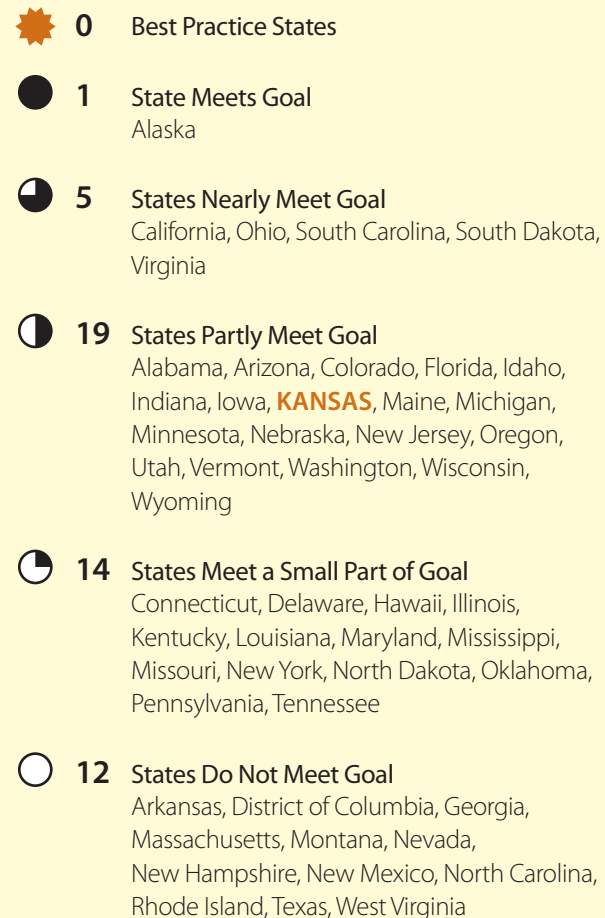 0 Best Practice States
1 State Meets Goal
Alaska
5 States Nearly Meet Goal
California, Ohio, South Carolina, South Dakota,
Virginia
19 States Partly Meet Goal
Alabama, Arizona, Colorado, Florida, Idaho,
Indiana, Iowa, KANSAS, Maine, Michigan,
Minnesota, Nebraska, New Jersey, Oregon,
Utah, Vermont, Washington, Wisconsin,
Wyoming
14 States Meet a Small Part of Goal
Connecticut, Delaware, Hawaii, Illinois,
Kentucky, Louisiana, Maryland, Mississippi,
Missouri, New York, North Dakota, Oklahoma,
Pennsylvania, Tennessee
12 States Do Not Meet Goal
Arkansas, District of Columbia, Georgia,
Massachusetts, Montana, Nevada,
New Hampshire, New Mexico, North Carolina,
Rhode Island, Texas, West Virginia